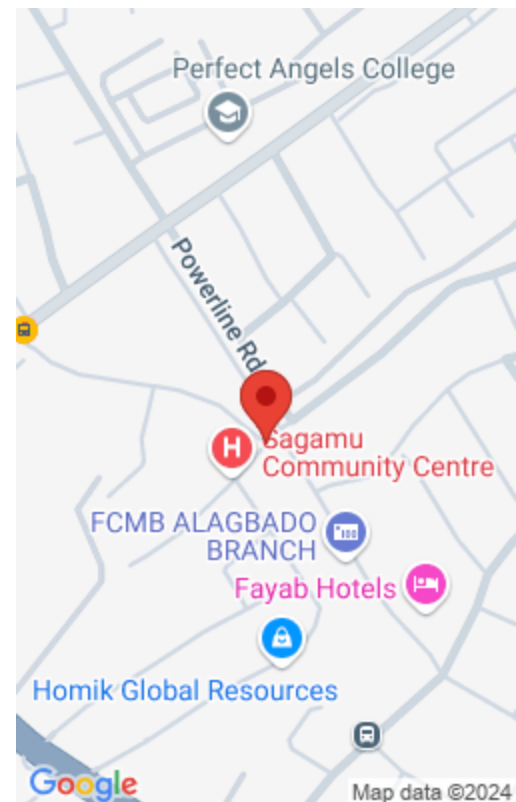 Perfect Angels College
Powerline Rd
H
Sagamu
Community Centre
FCMB ALAGBADO
BRANCH
Fayab Hotels
Homik Global Resources
Google
Map data ©2024